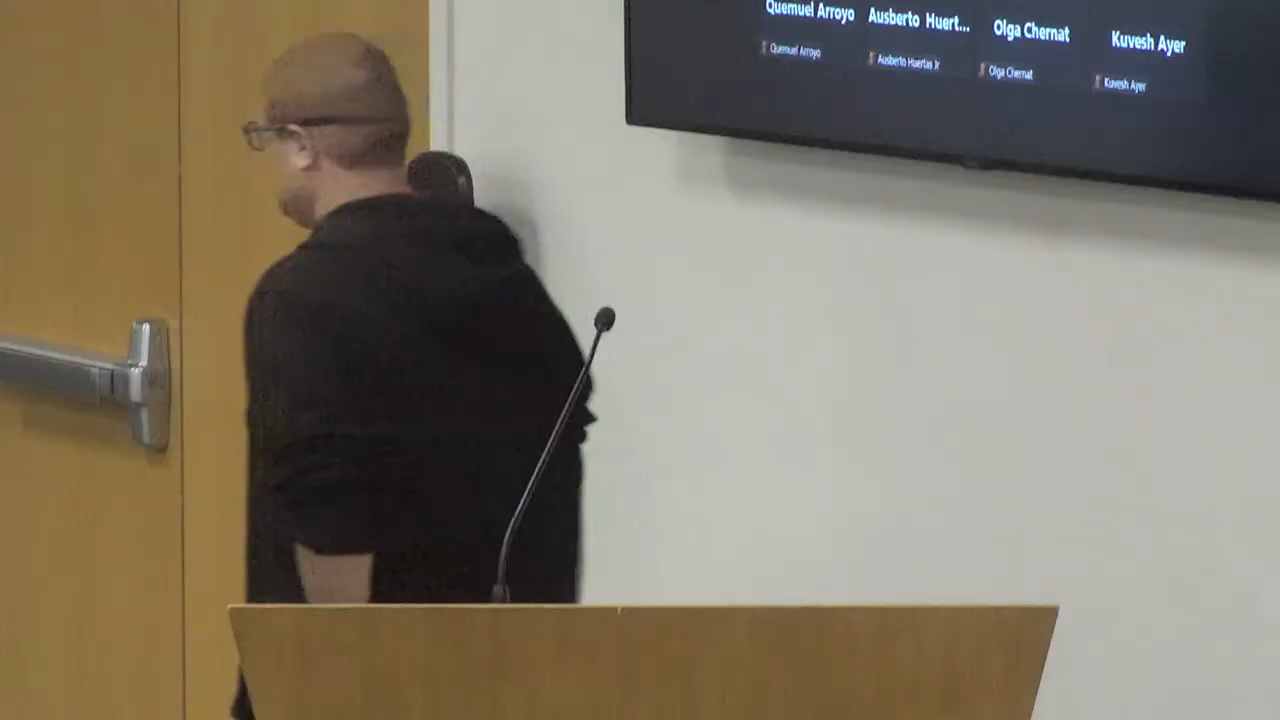 Quemuel Arroyo Ausberto Huert... Olga Chernat Kuvesh Ayer
Quemuel Arroyo Ausberto Huertas Jr Olga Chernat Kuvesh Ayer